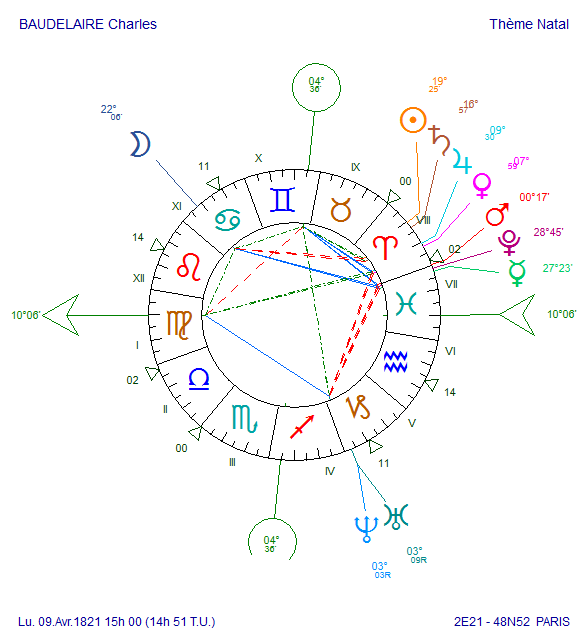 BAUDELAIRE Charles
Thème Natal
04°
36'
19°
25'
16°
57'
22°
06'
09°
30'
07°
59'
X
IX
11
00
XI
VIII
00°17'
14
02
28°45'
XII
VII
27°23'
10°06'
10°06'
I
VI
02
14
II
V
00
III
IV
11
04°
36'
03°
03R
03°
09R
Lu. 09.Avr.1821 15h 00 (14h 51 T.U.)
2E21 - 48N52 PARIS